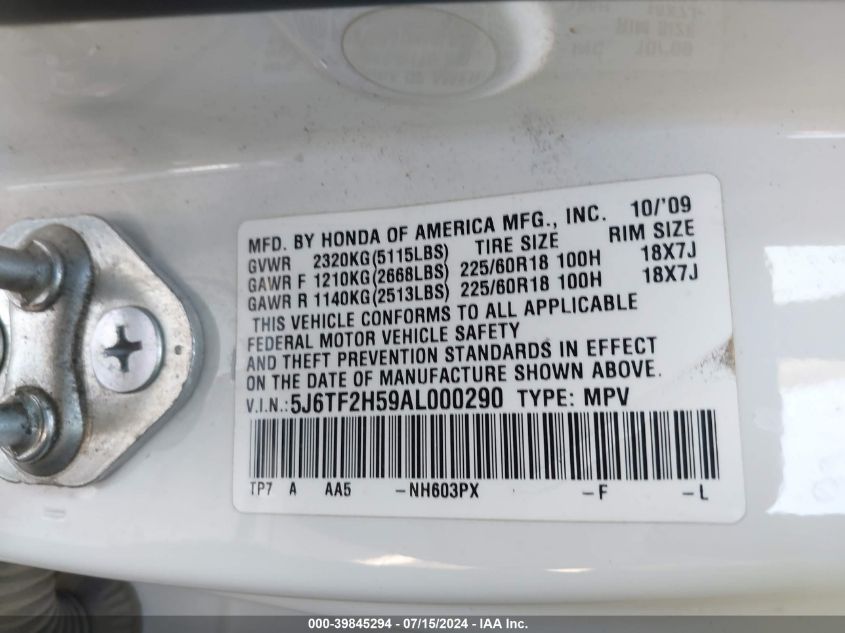 MFD. BY HONDA OF AMERICA MFG., INC. 10/'09
GVWR 2320KG(5115LBS) TIRE SIZE RIM SIZE
GAWR F 1210KG(2668LBS) 225/60R18 100H 18X7J
GAWR R 1140KG(2513LBS) 225/60R18 100H 18X7J
THIS VEHICLE CONFORMS TO ALL APPLICABLE
FEDERAL MOTOR VEHICLE SAFETY
AND THEFT PREVENTION STANDARDS IN EFFECT
ON THE DATE OF MANUFACTURE SHOWN ABOVE.
V.I.N.: 5J6TF2H59AL000290 TYPE: MPV
TP7 A AA5 -NH603PX -F -L
000-39845294 - 07/15/2024 - IAA Inc.